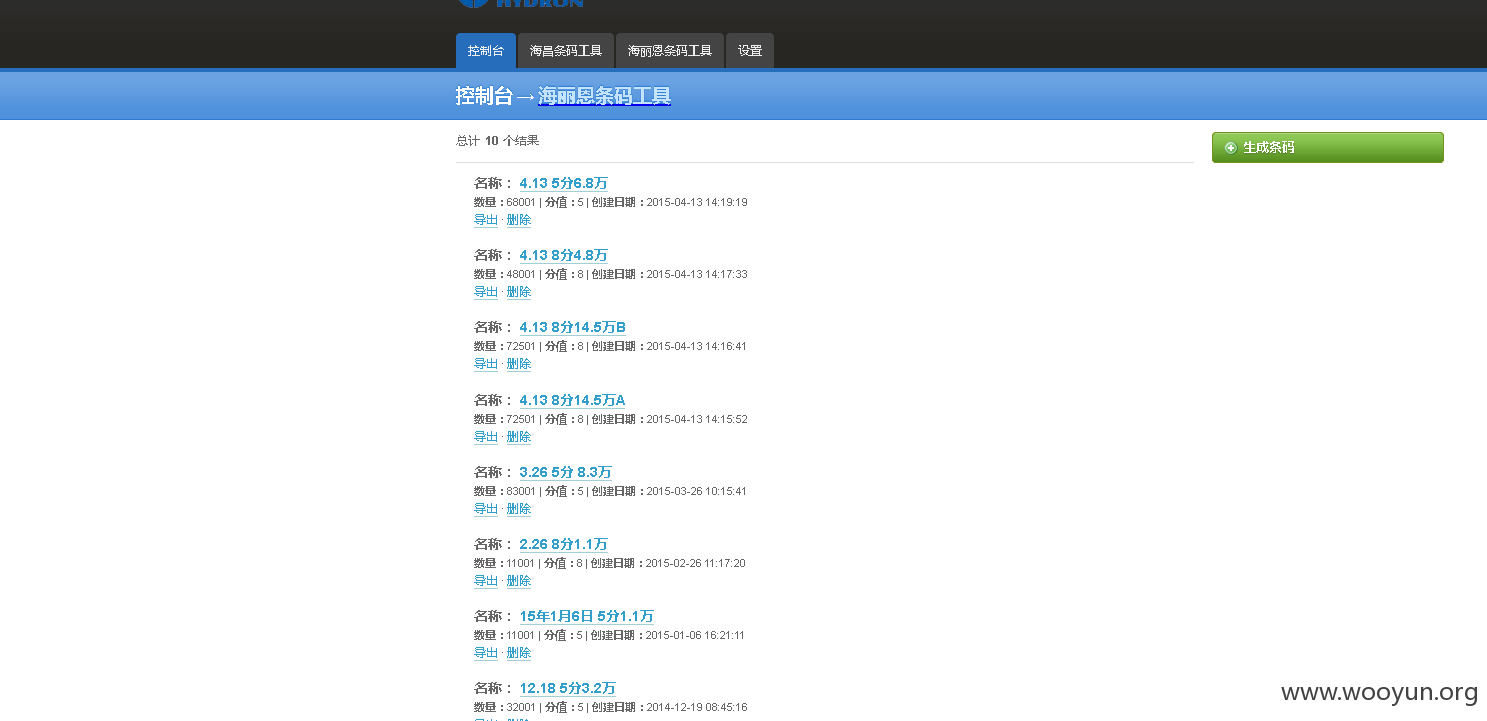 HYDRON
控制台 海昌条码工具 海丽恩条码工具 设置
控制台→海丽恩条码工具
总计 10 个结果
生成条码
名称： 4.13 5分6.8万
数量：68001 | 分值：5 | 创建日期：2015-04-13 14:19:19
导出 · 删除
名称： 4.13 8分4.8万
数量：48001 | 分值：8 | 创建日期：2015-04-13 14:17:33
导出 · 删除
名称： 4.13 8分14.5万B
数量：72501 | 分值：8 | 创建日期：2015-04-13 14:16:41
导出 · 删除
名称： 4.13 8分14.5万A
数量：72501 | 分值：8 | 创建日期：2015-04-13 14:15:52
导出 · 删除
名称： 3.26 5分 8.3万
数量：83001 | 分值：5 | 创建日期：2015-03-26 10:15:41
导出 · 删除
名称： 2.26 8分1.1万
数量：11001 | 分值：8 | 创建日期：2015-02-26 11:17:20
导出 · 删除
名称： 15年1月6日 5分1.1万
数量：11001 | 分值：5 | 创建日期：2015-01-06 16:21:11
导出 · 删除
名称： 12.18 5分3.2万
数量：32001 | 分值：5 | 创建日期：2014-12-19 08:45:16
www.wooyun.org